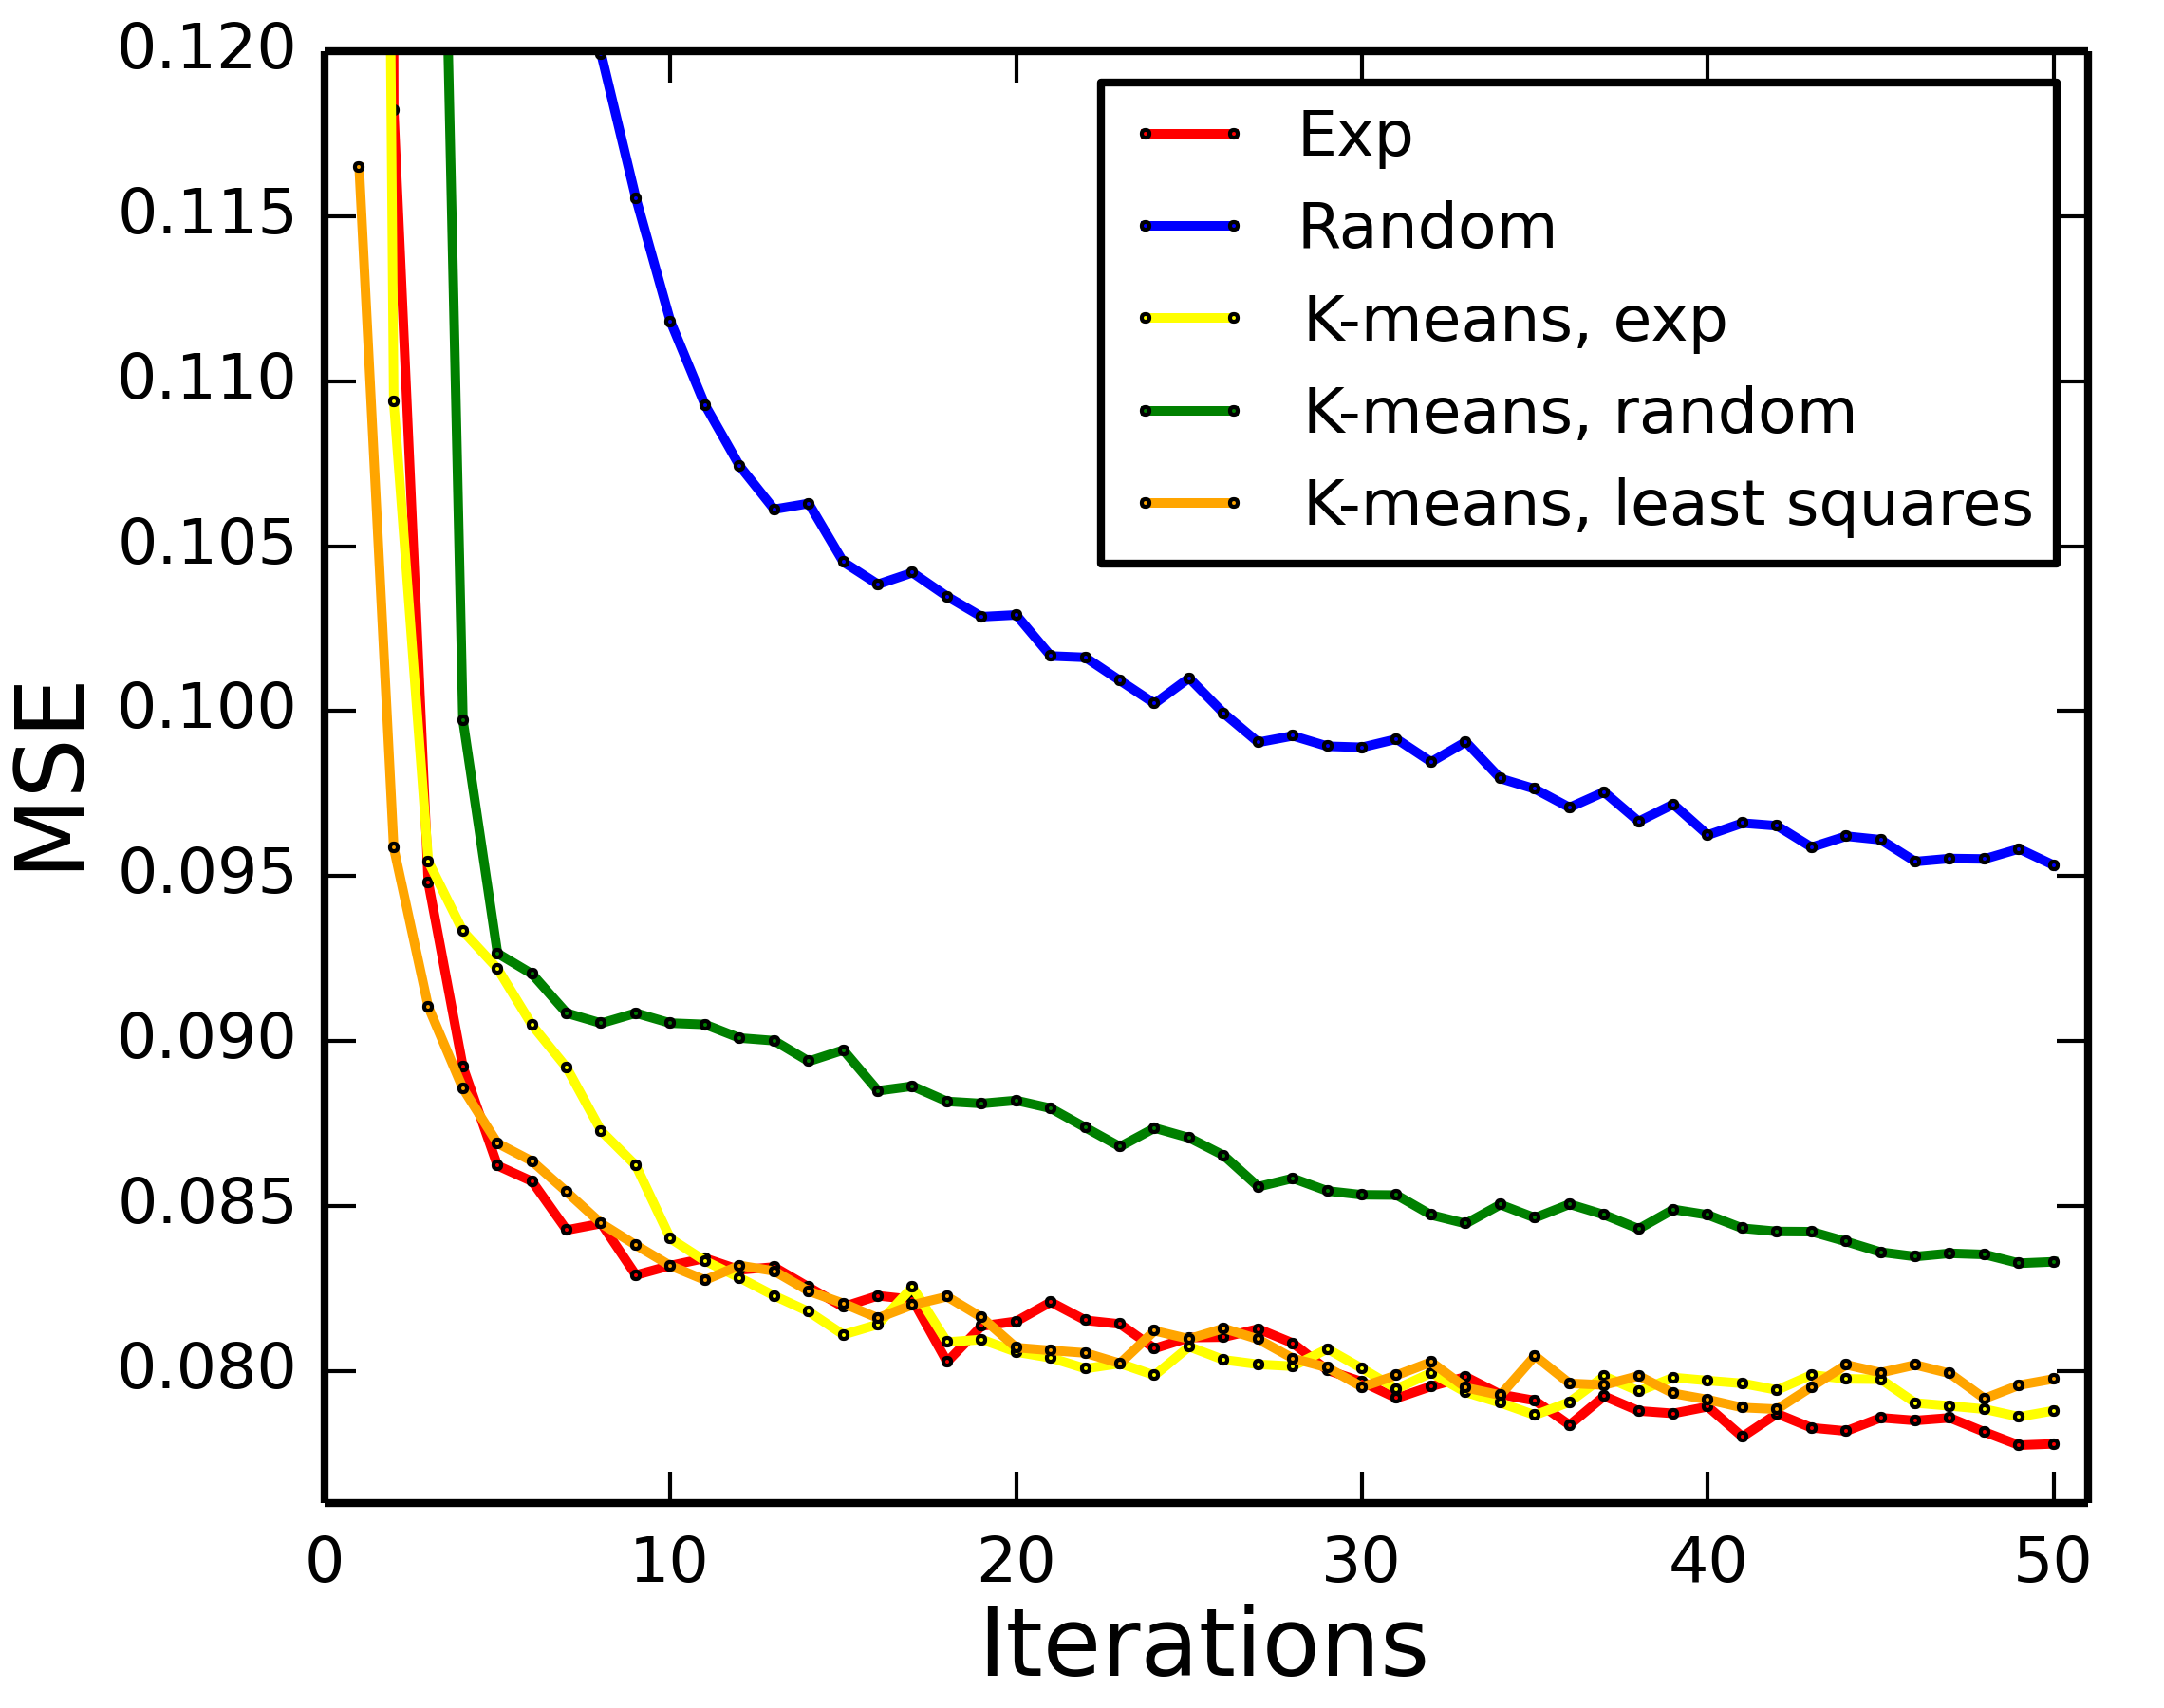 0.120
0.115
0.110
0.105
0.100
0.095
0.090
0.085
0.080
MSE
Exp
Random
K-means, exp
K-means, random
K-means, least squares
0 10 20 30 40 50
Iterations